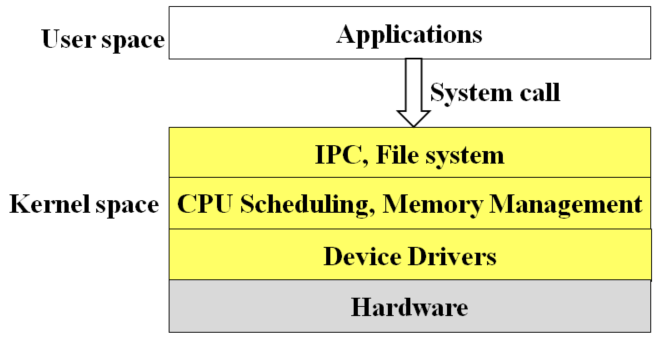 User space
Applications
System call
IPC, File system
Kernel space
CPU Scheduling, Memory Management
Device Drivers
Hardware